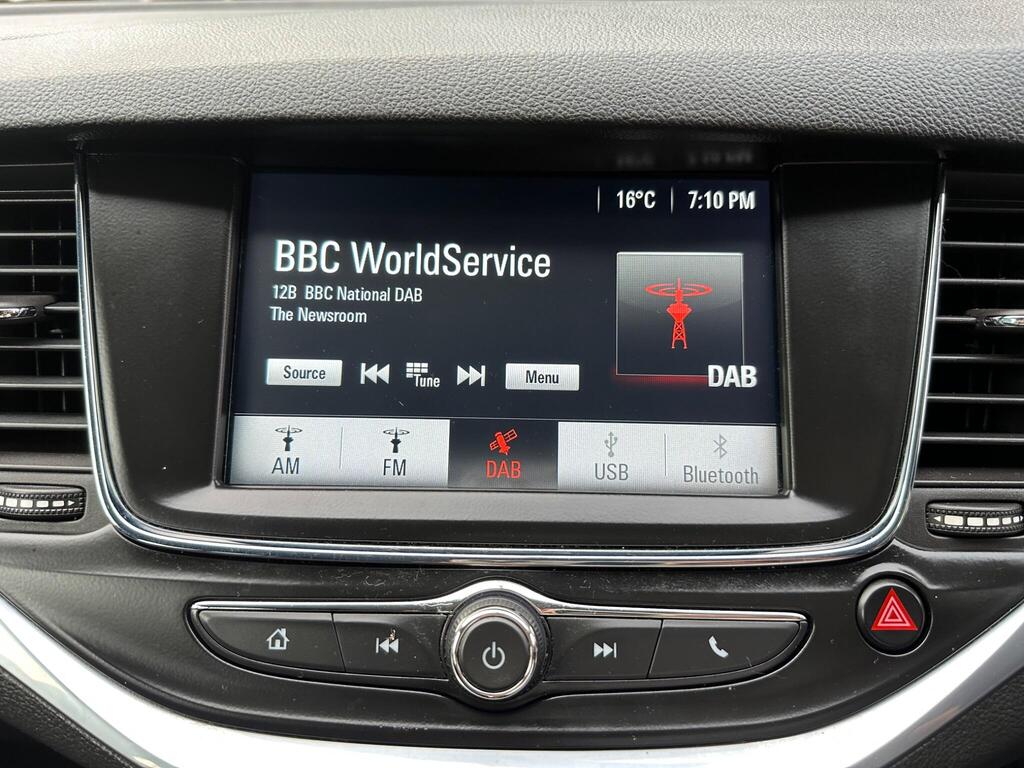 16°C 7:10 PM
BBC WorldService
12B BBC National DAB
The Newsroom
DAB
Source Tune Menu
AM FM DAB USB Bluetooth